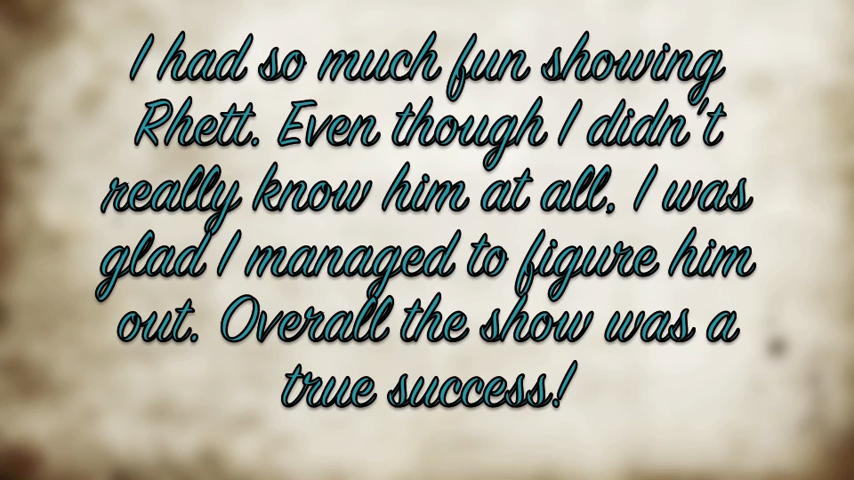 I had so much fun showing
Rhett. Even though I didn't
really know him at all, I was
glad I managed to figure him
out. Overall the show was a
true success!